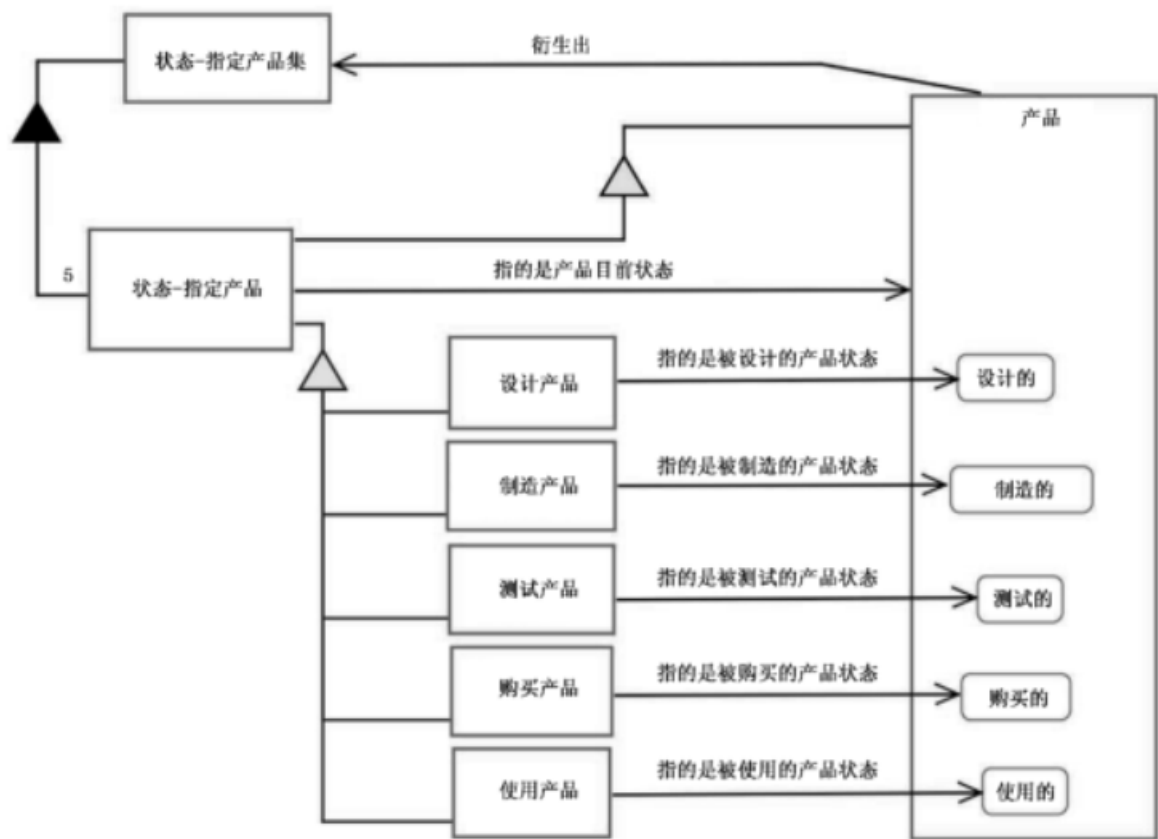 状态-指定产品集
衍生出
产品
5
状态-指定产品
指的是产品目前状态
设计产品
指的是被设计的产品状态
设计的
制造产品
指的是被制造的产品状态
制造的
测试产品
指的是被测试的产品状态
测试的
购买产品
指的是被购买的产品状态
购买的
使用产品
指的是被使用的产品状态
使用的